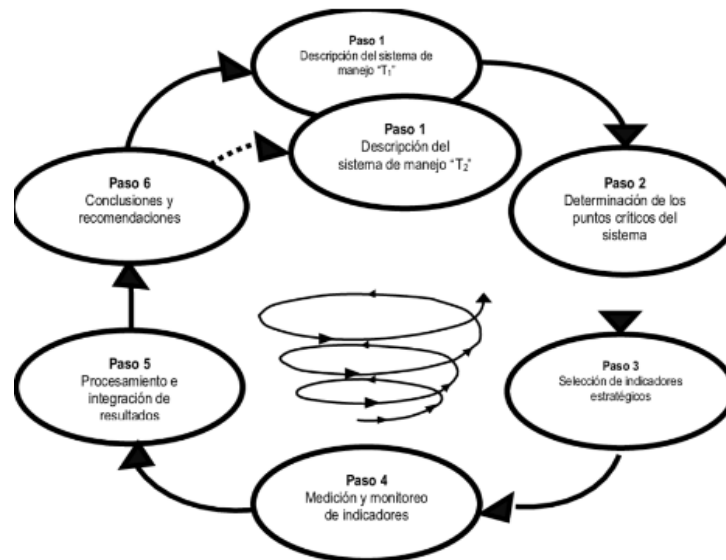 Paso 1
Descripción del sistema de
manejo “T₁”
Paso 1
Descripción del
sistema de manejo “T₂”
Paso 2
Determinación de los
puntos críticos del
sistema
Paso 3
Selección de indicadores
estratégicos
Paso 4
Medición y monitoreo
de indicadores
Paso 5
Procesamiento e
integración de
resultados
Paso 6
Conclusiones y
recomendaciones